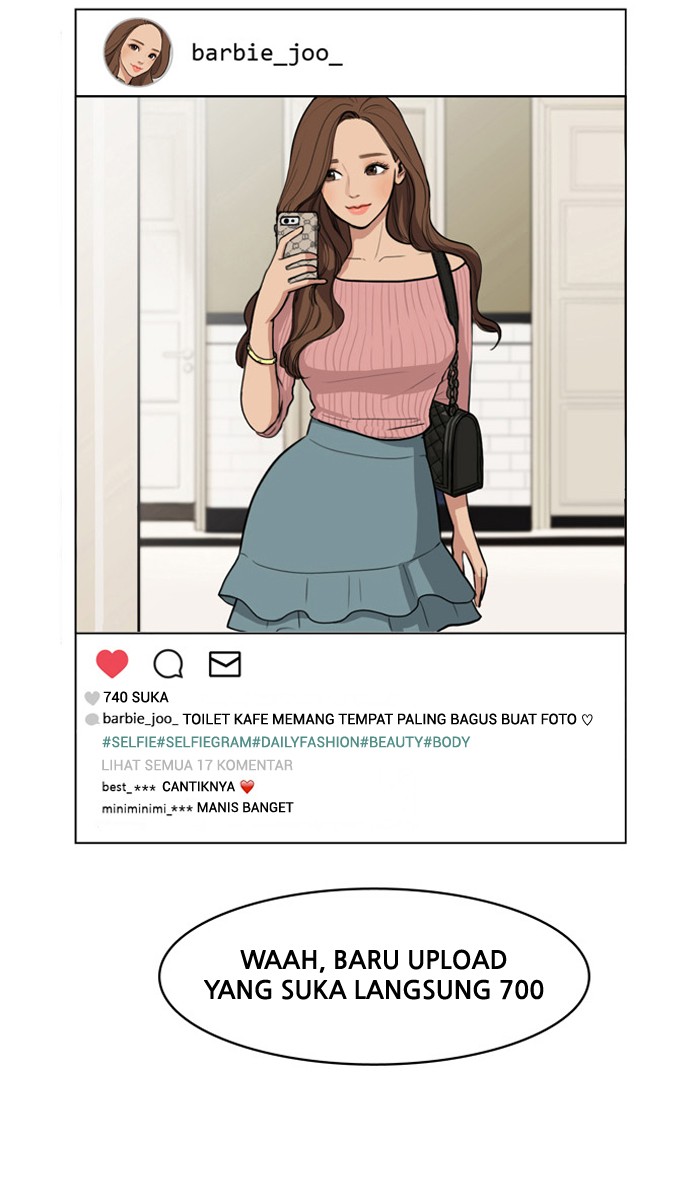 barbie_joo_
740 SUKA
barbie_joo_ TOILET KAFE MEMANG TEMPAT PALING BAGUS BUAT FOTO ♡
#SELFIE#SELFIEGRAM#DAILYFASHION#BEAUTY#BODY
LIHAT SEMUA 17 KOMENTAR
best_*** CANTIKNYA ❤️
miniminimi_*** MANIS BANGET
WAAH, BARU UPLOAD
YANG SUKA LANGSUNG 700